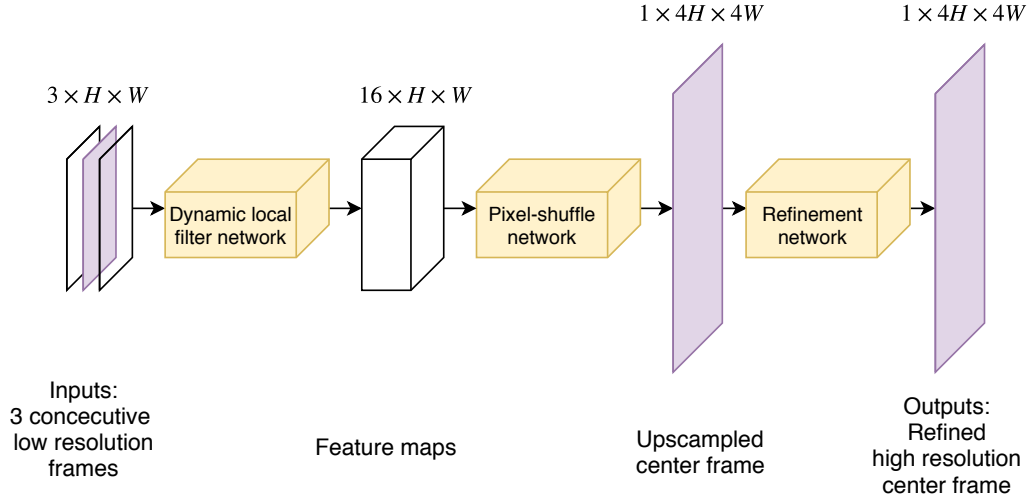 3 × H × W
16 × H × W
1 × 4H × 4W
1 × 4H × 4W
Dynamic local
filter network
Pixel-shuffle
network
Refinement
network
Inputs:
3 concecutive
low resolution
frames
Feature maps
Upscampled
center frame
Outputs:
Refined
high resolution
center frame